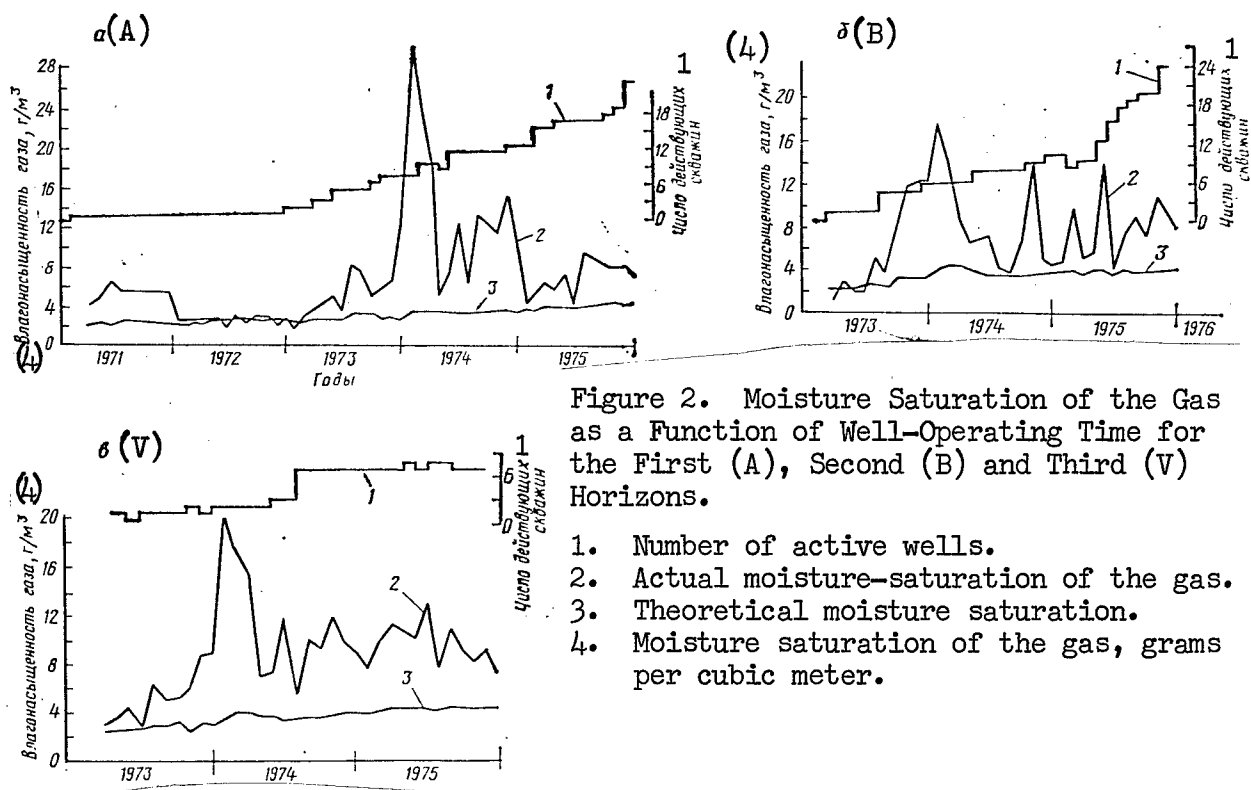 а(A)
(4)
Влагонасыщенность газа, г/м³
28
24
20
16
12
8
4
0
1971
1972
1973
1974
1975
Годы
1
2
3
1
18
12
6
0
Число действующих
скважин
б(B)
(4)
Влагонасыщенность газа, г/м³
20
16
12
8
4
0
1973
1974
1975
1976
1
2
3
1
24
18
12
6
0
Число действующих
скважин
в(V)
(4)
Влагонасыщенность газа, г/м³
20
16
12
8
4
0
1973
1974
1975
1
2
3
1
6
0
Число действующих
скважин
Figure 2. Moisture Saturation of the Gas
as a Function of Well-Operating Time for
the First (A), Second (B) and Third (V)
Horizons.
1. Number of active wells.
2. Actual moisture-saturation of the gas.
3. Theoretical moisture saturation.
4. Moisture saturation of the gas, grams
per cubic meter.